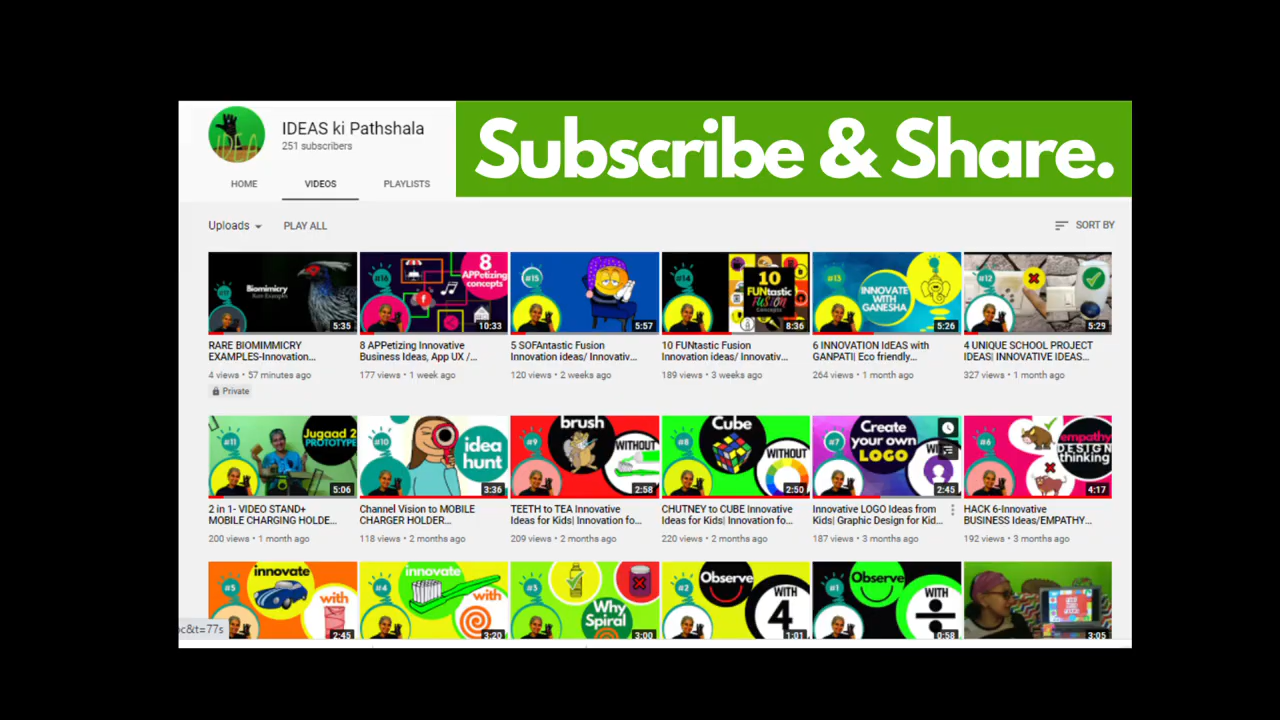 IDEAS ki Pathshala
251 subscribers
Subscribe & Share.
HOME VIDEOS PLAYLISTS
Uploads PLAY ALL SORT BY
Biomimicry
Rare Examples
5:35
#16
8
APPetizing
concepts
10:33
#15
5:57
#14
10
FUNtastic
FUSION
Concepts
8:36
#13
INNOVATE
WITH
GANESHA
5:26
#12
5:29
RARE BIOMIMMICRY
EXAMPLES-Innovation...
4 views • 57 minutes ago
Private
8 APPetizing Innovative
Business Ideas, App UX /...
177 views • 1 week ago
5 SOFAntastic Fusion
Innovation ideas/ Innovativ...
120 views • 2 weeks ago
10 FUNtastic Fusion
Innovation ideas/ Innovativ...
189 views • 3 weeks ago
6 INNOVATION IdEAS with
GANPATI| Eco friendly...
264 views • 1 month ago
4 UNIQUE SCHOOL PROJECT
IDEAS| INNOVATIVE IDEAS...
327 views • 1 month ago
#11
Jugaad 2
PROTOTYPE
5:06
#10
idea
hunt
3:36
#9
brush
WITHOUT
2:58
#8
Cube
WITHOUT
2:50
#7
Create
your own
LOGO
2:45
#6
empathy
DESIGN
thinking
4:17
2 in 1- VIDEO STAND+
MOBILE CHARGING HOLDE...
200 views • 1 month ago
Channel Vision to MOBILE
CHARGER HOLDER...
118 views • 2 months ago
TEETH to TEA Innovative
Ideas for Kids| Innovation fo...
209 views • 2 months ago
CHUTNEY to CUBE Innovative
Ideas for Kids| Innovation fo...
220 views • 2 months ago
Innovative LOGO Ideas from
Kids| Graphic Design for Kid...
187 views • 3 months ago
HACK 6-Innovative
BUSINESS Ideas/EMPATHY...
192 views • 3 months ago
#5
innovate
with
2:45
#4
innovate
with
3:20
#3
Why
Spiral
3:00
#2
Observe
WITH
4
1:01
#1
Observe
WITH
÷
0:58
3:05
c&t=77s